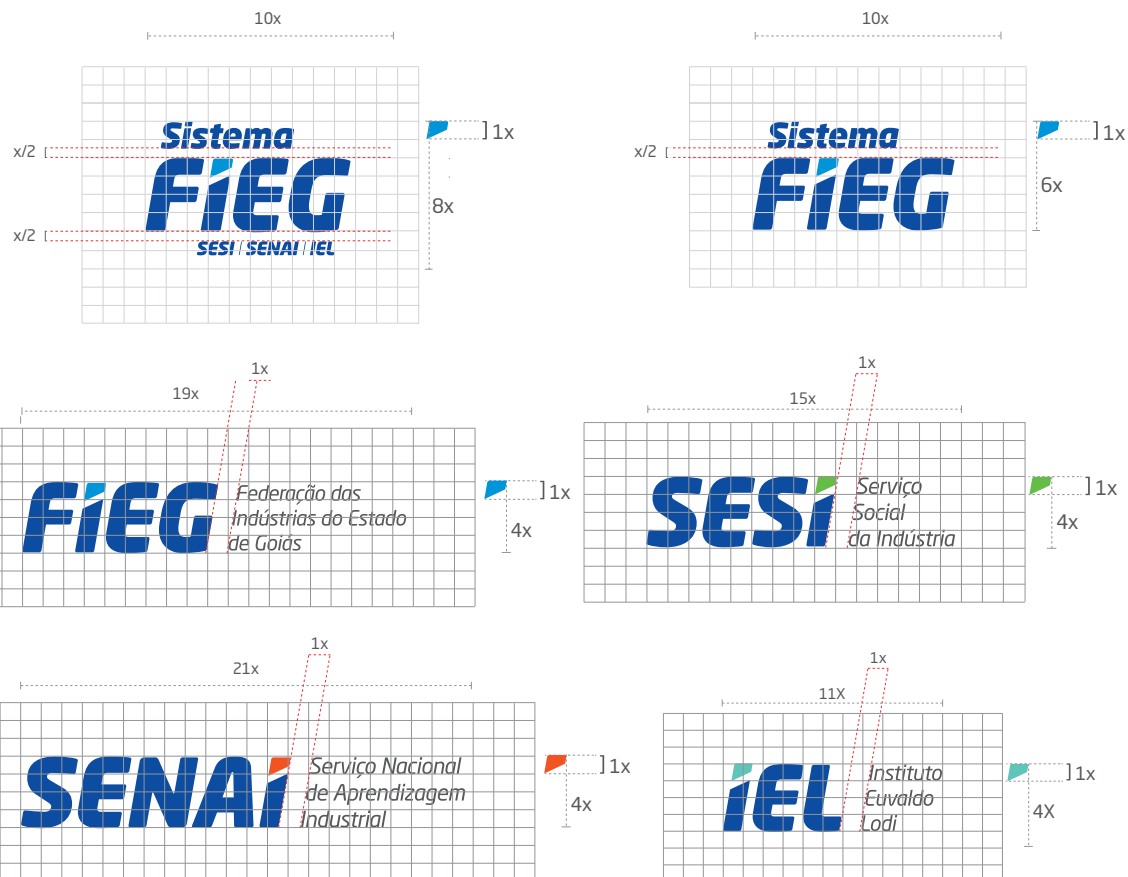 10x
10x
Sistema
FiEG
SESI / SENAI / IEL
x/2
x/2
1x
8x
Sistema
FiEG
x/2
1x
6x
19x
1x
FiEG
Federação das
Indústrias do Estado
de Goiás
1x
4x
15x
1x
SESi
Serviço
Social
da Indústria
1x
4x
21x
1x
SENAi
Serviço Nacional
de Aprendizagem
Industrial
1x
4x
11X
1x
iEL
Instituto
Euvaldo
Lodi
1x
4X